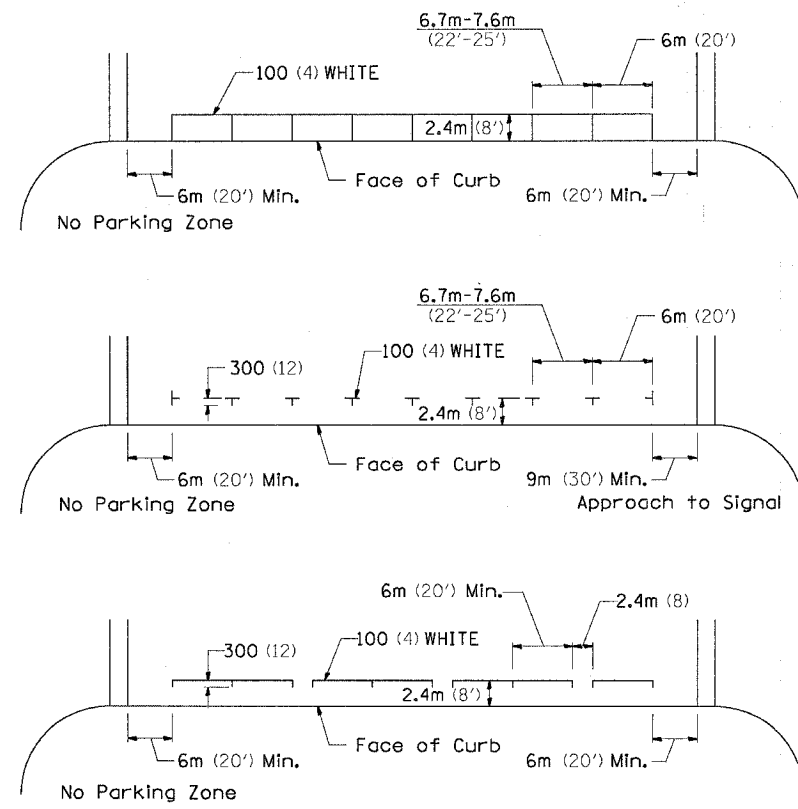 6.7m-7.6m
(22'-25')
6m (20')
100 (4) WHITE
2.4m (8')
6m (20') Min.
Face of Curb
6m (20') Min.
No Parking Zone
6.7m-7.6m
(22'-25')
6m (20')
300 (12)
100 (4) WHITE
2.4m (8')
6m (20') Min.
Face of Curb
9m (30') Min.
No Parking Zone
Approach to Signal
6m (20') Min.
2.4m (8)
300 (12)
100 (4) WHITE
2.4m (8')
6m (20') Min.
Face of Curb
6m (20') Min.
No Parking Zone